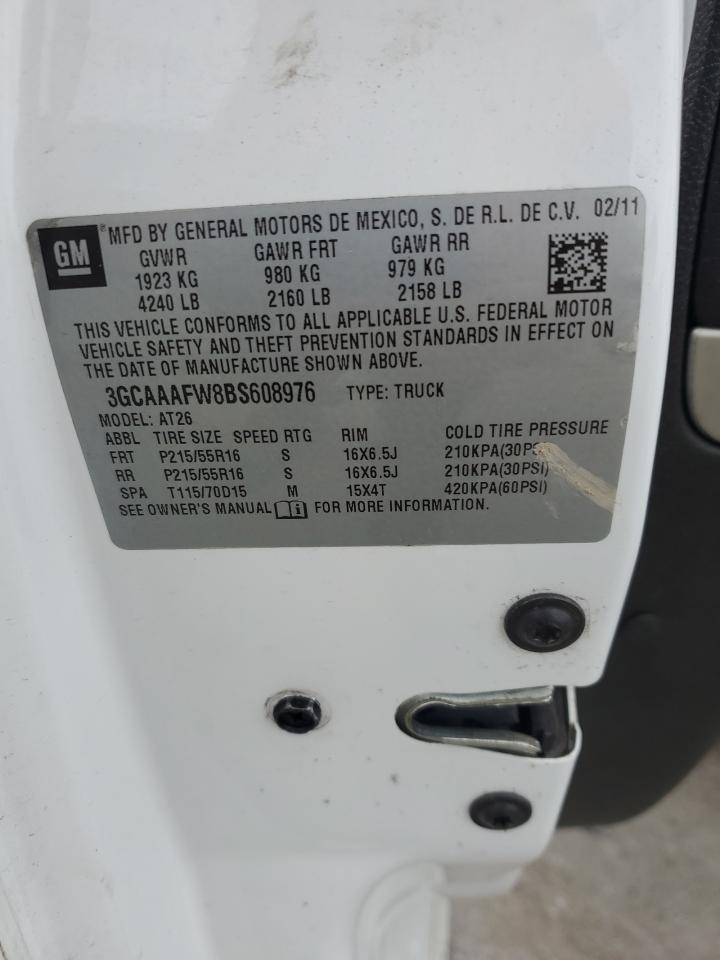 GM
® MFD BY GENERAL MOTORS DE MEXICO, S. DE R.L. DE C.V. 02/11
GVWR GAWR FRT GAWR RR
1923 KG 980 KG 979 KG
4240 LB 2160 LB 2158 LB
THIS VEHICLE CONFORMS TO ALL APPLICABLE U.S. FEDERAL MOTOR
VEHICLE SAFETY AND THEFT PREVENTION STANDARDS IN EFFECT ON
THE DATE OF MANUFACTURE SHOWN ABOVE.
3GCAAAFW8BS608976 TYPE: TRUCK
MODEL: AT26
ABBL TIRE SIZE SPEED RTG RIM COLD TIRE PRESSURE
FRT P215/55R16 S 16X6.5J 210KPA(30PSI)
RR P215/55R16 S 16X6.5J 210KPA(30PSI)
SPA T115/70D15 M 15X4T 420KPA(60PSI)
SEE OWNER'S MANUAL i FOR MORE INFORMATION.